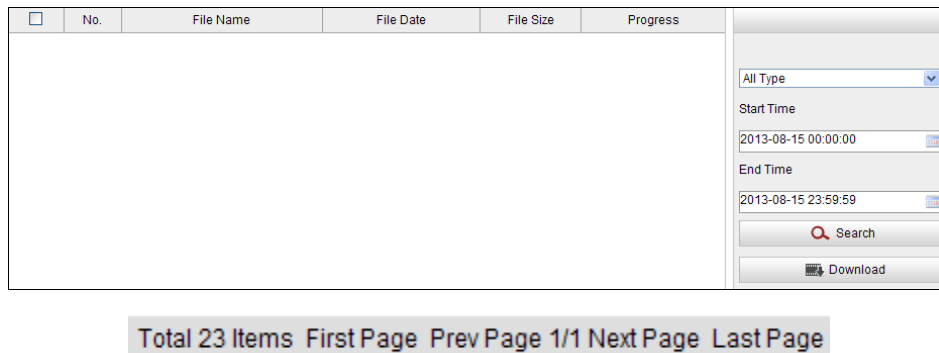 No. File Name File Date File Size Progress
All Type
Start Time
2013-08-15 00:00:00
End Time
2013-08-15 23:59:59
Search
Download
Total 23 Items First Page Prev Page 1/1 Next Page Last Page